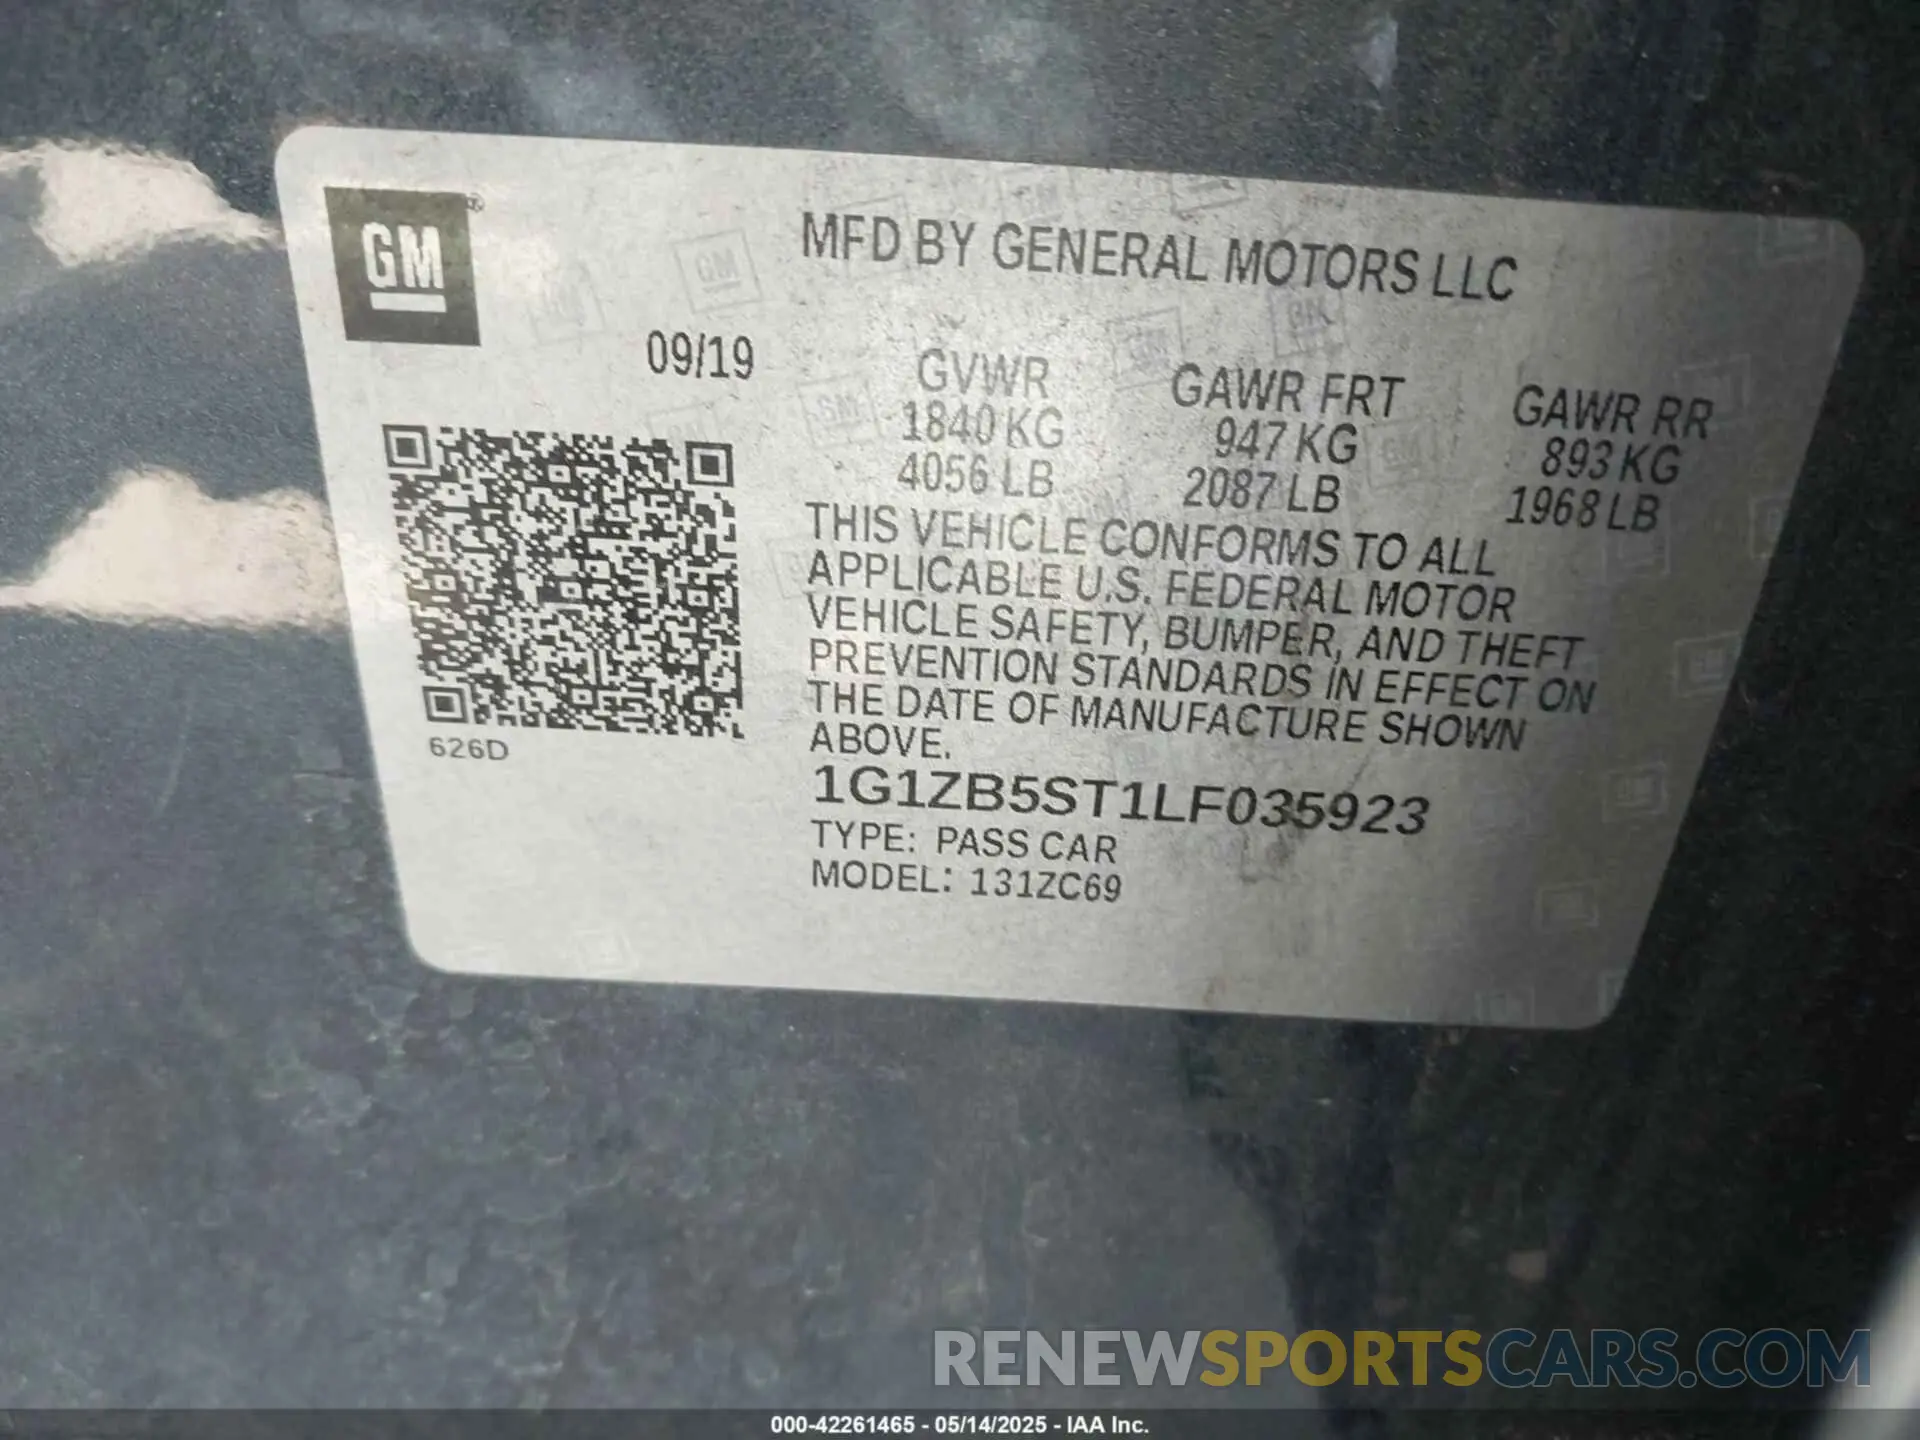 GM®
MFD BY GENERAL MOTORS LLC
09/19
GVWR
1840 KG
4056 LB
GAWR FRT
947 KG
2087 LB
GAWR RR
893 KG
1968 LB
THIS VEHICLE CONFORMS TO ALL
APPLICABLE U.S. FEDERAL MOTOR
VEHICLE SAFETY, BUMPER, AND THEFT
PREVENTION STANDARDS IN EFFECT ON
THE DATE OF MANUFACTURE SHOWN
ABOVE.
626D
1G1ZB5ST1LF035923
TYPE: PASS CAR
MODEL: 131ZC69
RENEWSPORTSCARS.COM
000-42261465 - 05/14/2025 - IAA Inc.